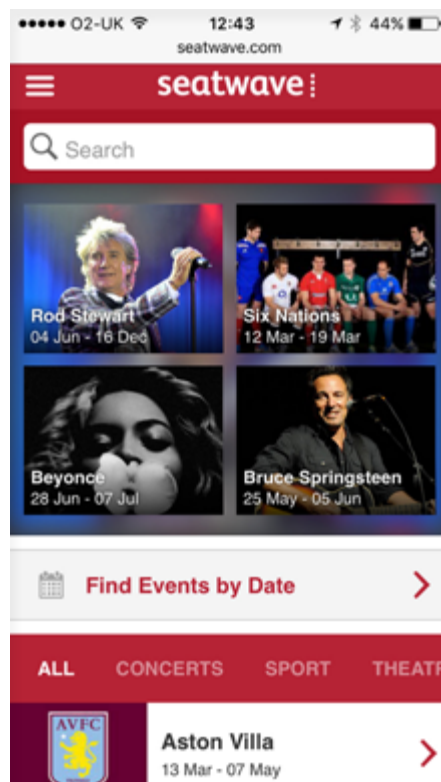 O2-UK 12:43 44%
seatwave.com
seatwave
Search
Rod Stewart
04 Jun - 16 Dec
Six Nations
12 Mar - 19 Mar
Beyonce
28 Jun - 07 Jul
Bruce Springsteen
25 May - 05 Jun
Find Events by Date
ALL CONCERTS SPORT THEATR
AVFC
Aston Villa
13 Mar - 07 May